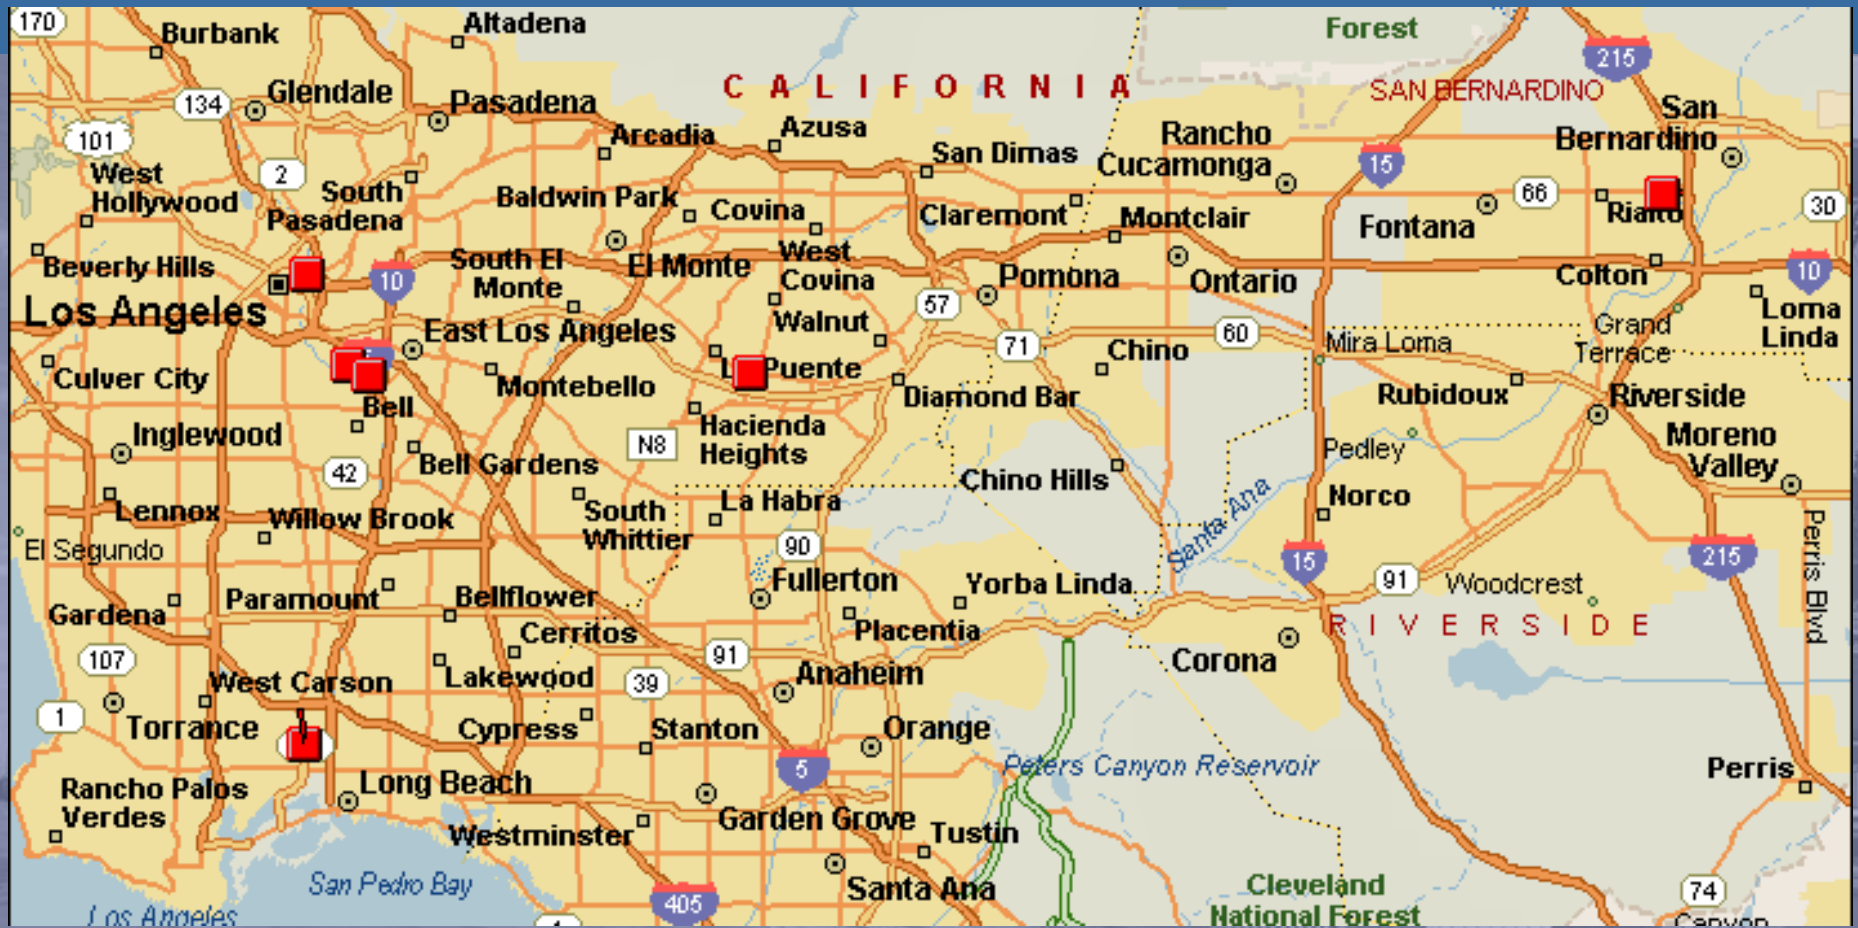 170
Burbank
Altadena
Forest
215
134
Glendale
Pasadena
CALIFORNIA
SAN BERNARDINO
San
Bernardino
101
Arcadia
Azusa
Rancho
Cucamonga
15
West
Hollywood
2
South
Pasadena
Baldwin Park
Covina
San Dimas
Claremont
Montclair
Fontana
66
Rialto
30
Beverly Hills
10
South El
Monte
El Monte
West
Covina
Pomona
Ontario
Colton
10
Los Angeles
East Los Angeles
Walnut
57
71
60
Chino
Mira Loma
Grand
Terrace
Loma
Linda
Culver City
Bell
Montebello
Puente
Diamond Bar
Rubidoux
Riverside
Inglewood
42
Bell Gardens
N8
Hacienda
Heights
Chino Hills
Pedley
Moreno
Valley
Lennox
Willow Brook
South
Whittier
La Habra
Santa Ana
Norco
El Segundo
90
15
215
Perris Blvd
Gardena
Paramount
Bellflower
Fullerton
Yorba Linda
91
Woodcrest
Cerritos
Placentia
RIVERSIDE
107
Lakewood
39
91
Anaheim
Corona
West Carson
1
Torrance
Cypress
Stanton
Orange
5
Peters Canyon Reservoir
Perris
Rancho Palos
Verdes
Long Beach
Westminster
Garden Grove
Tustin
San Pedro Bay
405
Santa Ana
Cleveland
National Forest
74
Canyon
Los Angeles
1